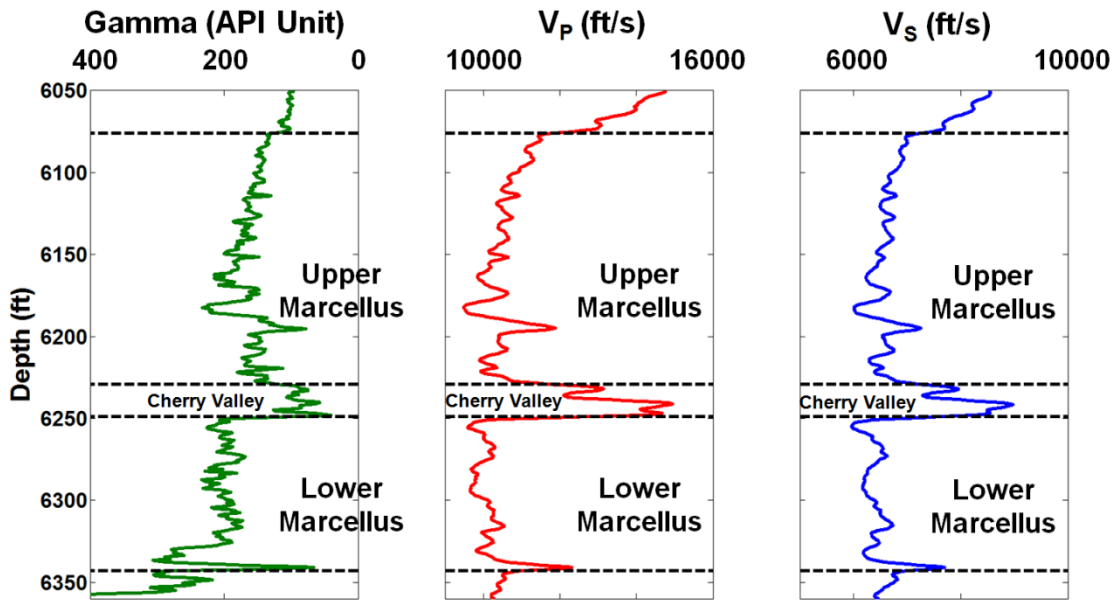 Gamma (API Unit)
400 200 0
V_P (ft/s)
10000 16000
V_S (ft/s)
6000 10000
Depth (ft)
6050
6100
6150
6200
6250
6300
6350
Upper
Marcellus
Cherry Valley
Lower
Marcellus
Upper
Marcellus
Cherry Valley
Lower
Marcellus
Upper
Marcellus
Cherry Valley
Lower
Marcellus